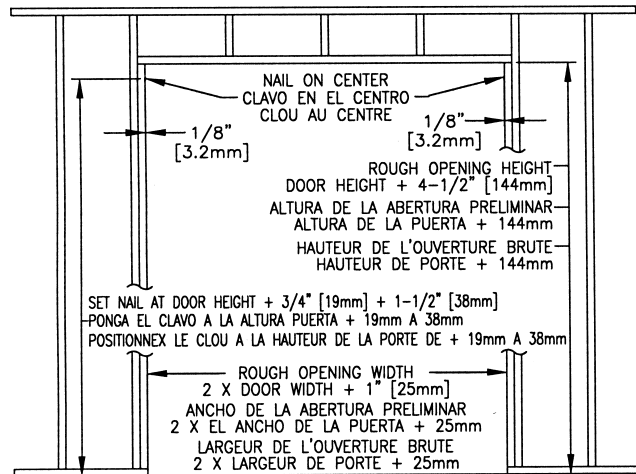 NAIL ON CENTER
CLAVO EN EL CENTRO
CLOU AU CENTRE
1/8"
[3.2mm]
1/8"
[3.2mm]
ROUGH OPENING HEIGHT
DOOR HEIGHT + 4-1/2" [144mm]
ALTURA DE LA ABERTURA PRELIMINAR
ALTURA DE LA PUERTA + 144mm
HAUTEUR DE L'OUVERTURE BRUTE
HAUTEUR DE PORTE + 144mm
SET NAIL AT DOOR HEIGHT + 3/4" [19mm] + 1-1/2" [38mm]
PONGA EL CLAVO A LA ALTURA PUERTA + 19mm A 38mm
POSITIONNEX LE CLOU A LA HAUTEUR DE LA PORTE DE + 19mm A 38mm
ROUGH OPENING WIDTH
2 X DOOR WIDTH + 1" [25mm]
ANCHO DE LA ABERTURA PRELIMINAR
2 X EL ANCHO DE LA PUERTA + 25mm
LARGEUR DE L'OUVERTURE BRUTE
2 X LARGEUR DE PORTE + 25mm